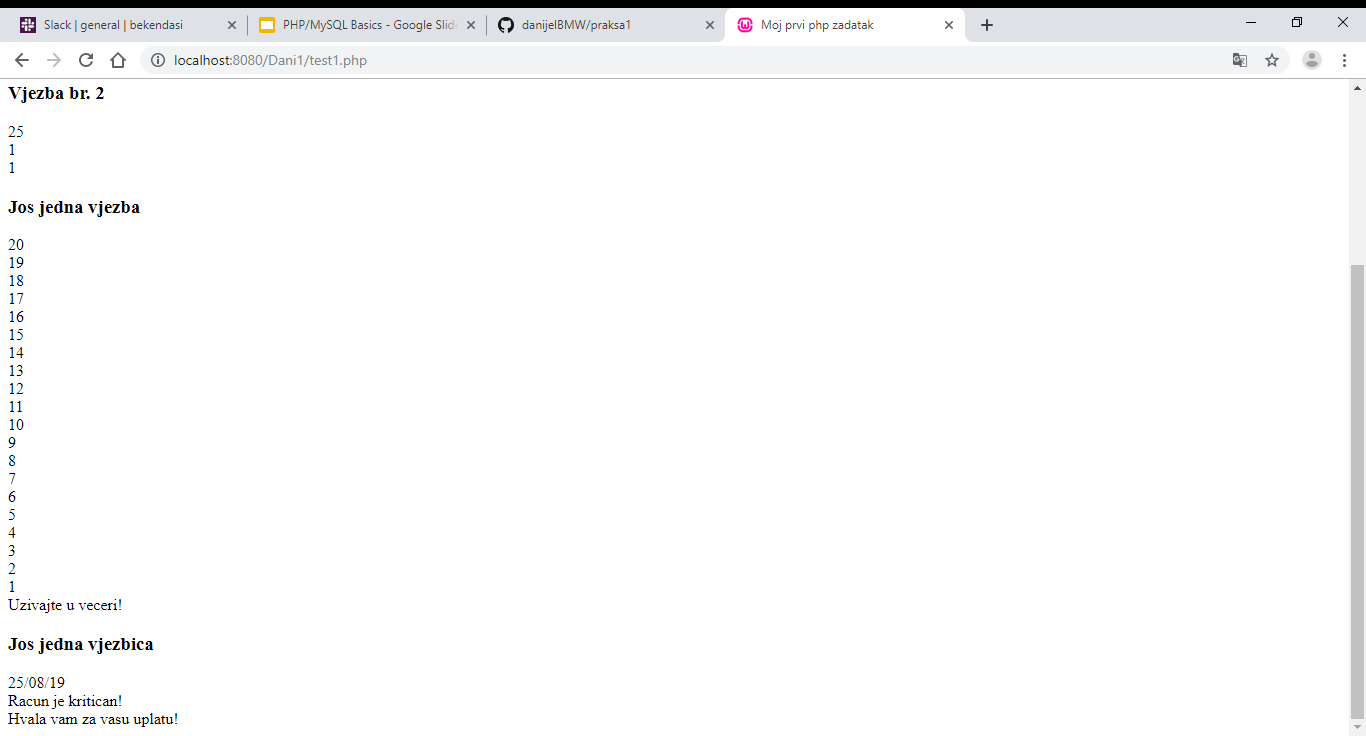 Slack | general | bekendasi
PHP/MySQL Basics - Google Slide
danijelBMW/praksa1
Moj prvi php zadatak
localhost:8080/Dani1/test1.php
Vjezba br. 2
25
1
1
Jos jedna vjezba
20
19
18
17
16
15
14
13
12
11
10
9
8
7
6
5
4
3
2
1
Uzivajte u veceri!
Jos jedna vjezbica
25/08/19
Racun je kritican!
Hvala vam za vasu uplatu!